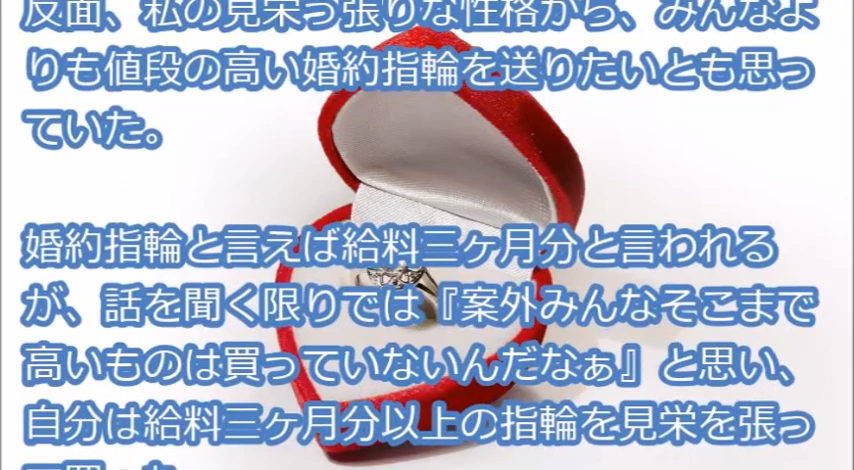 反面、私の見栄っ張りな性格から、みんなよ
りも値段の高い婚約指輪を送りたいとも思っ
ていた。
婚約指輪と言えば給料三ヶ月分と言われる
が、話を聞く限りでは『案外みんなそこまで
高いものは買っていないんだなぁ』と思い、
自分は給料三ヶ月分以上の指輪を見栄を張っ